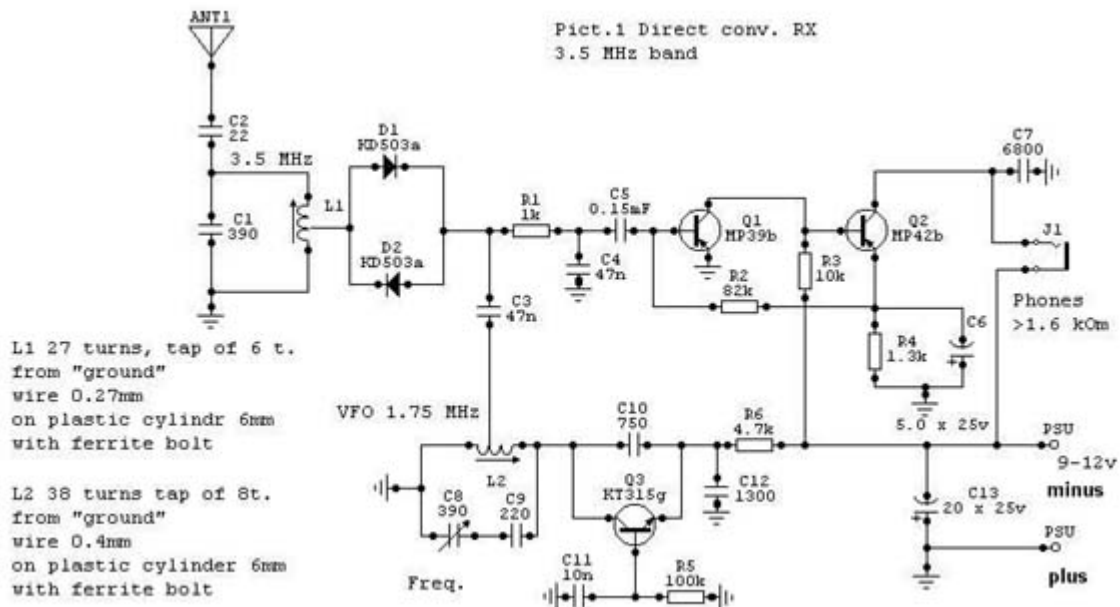 ANT1
Pict.1 Direct conv. RX
3.5 MHz band
C2
22
3.5 MHz
C1
390
L1
D1
KD503a
D2
KD503a
R1
1k
C5
0.15mF
C4
47n
C3
47n
Q1
MP39b
Q2
MP42b
R3
10k
R2
82k
C7
6800
J1
Phones
>1.6 kOm
R4
1.3k
C6
5.0 x 25v
L1 27 turns, tap of 6 t.
from "ground"
wire 0.27mm
on plastic cylindr 6mm
with ferrite bolt
VFO 1.75 MHz
L2
C8
390
C9
220
Freq.
C10
750
Q3
KT315g
R6
4.7k
C12
1300
C11
10n
R5
100k
PSU
9-12v
minus
C13
20 x 25v
PSU
plus
L2 38 turns tap of 8t.
from "ground"
wire 0.4mm
on plastic cylinder 6mm
with ferrite bolt